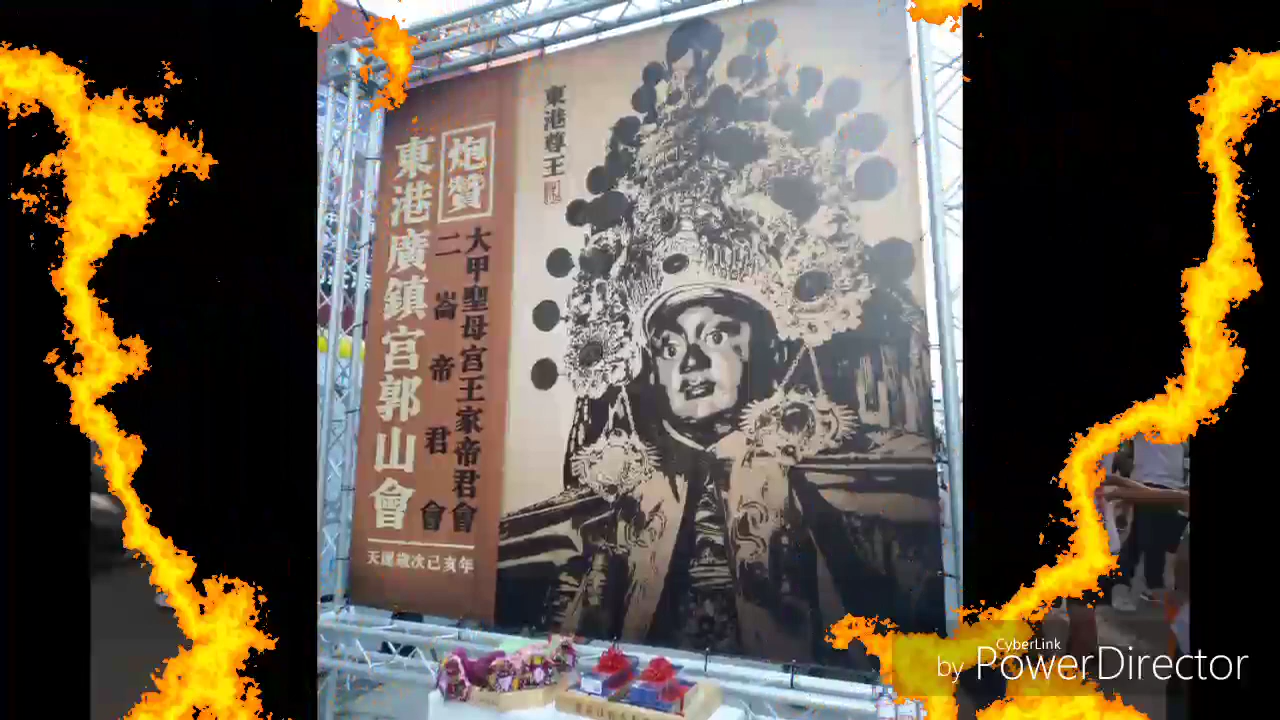 東港尊王
炮贊
大甲聖母宮王家帝君會
二崙帝君會
東港廣鎮宮郭山會
天運歲次己亥年
CyberLink
by PowerDirector